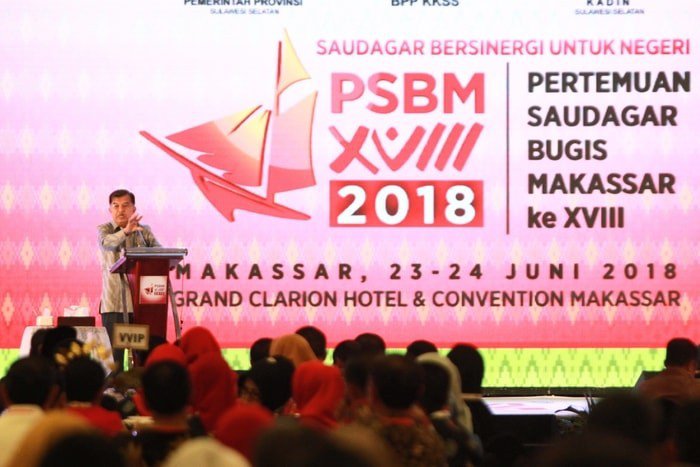 PEMERINTAH PROVINSI
SULAWESI SELATAN
BPP KKSS
KADIN
SULAWESI SELATAN
SAUDAGAR BERSINERGI UNTUK NEGERI
PSBM
XVIII
2018
PERTEMUAN
SAUDAGAR
BUGIS
MAKASSAR
ke XVIII
MAKASSAR, 23-24 JUNI 2018
GRAND CLARION HOTEL & CONVENTION MAKASSAR
PSBM
VVIP